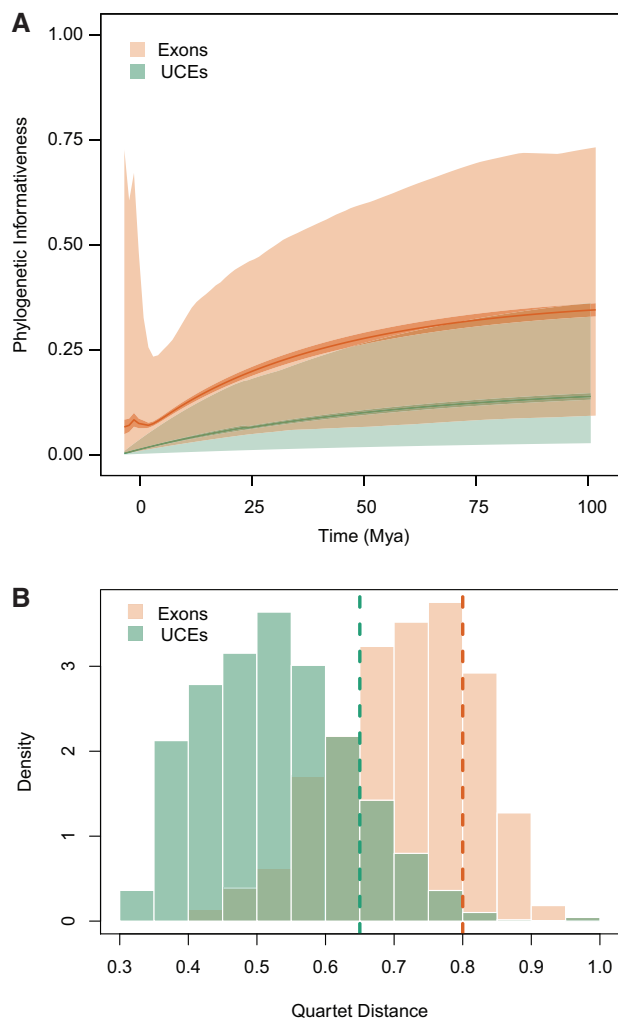 A
1.00
0.75
0.50
0.25
0.00
Phylogenetic Informativeness
Exons
UCEs
0 25 50 75 100
Time (Mya)
B
Exons
UCEs
3
2
1
0
Density
0.3 0.4 0.5 0.6 0.7 0.8 0.9 1.0
Quartet Distance